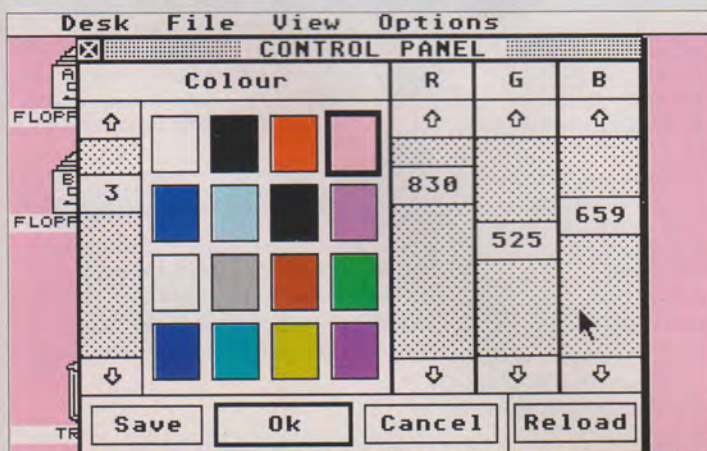 Desk File View Options
CONTROL PANEL
Colour R G B
A
FLOPP
3
830
525
659
B
FLOPP
TR
Save Ok Cancel Reload